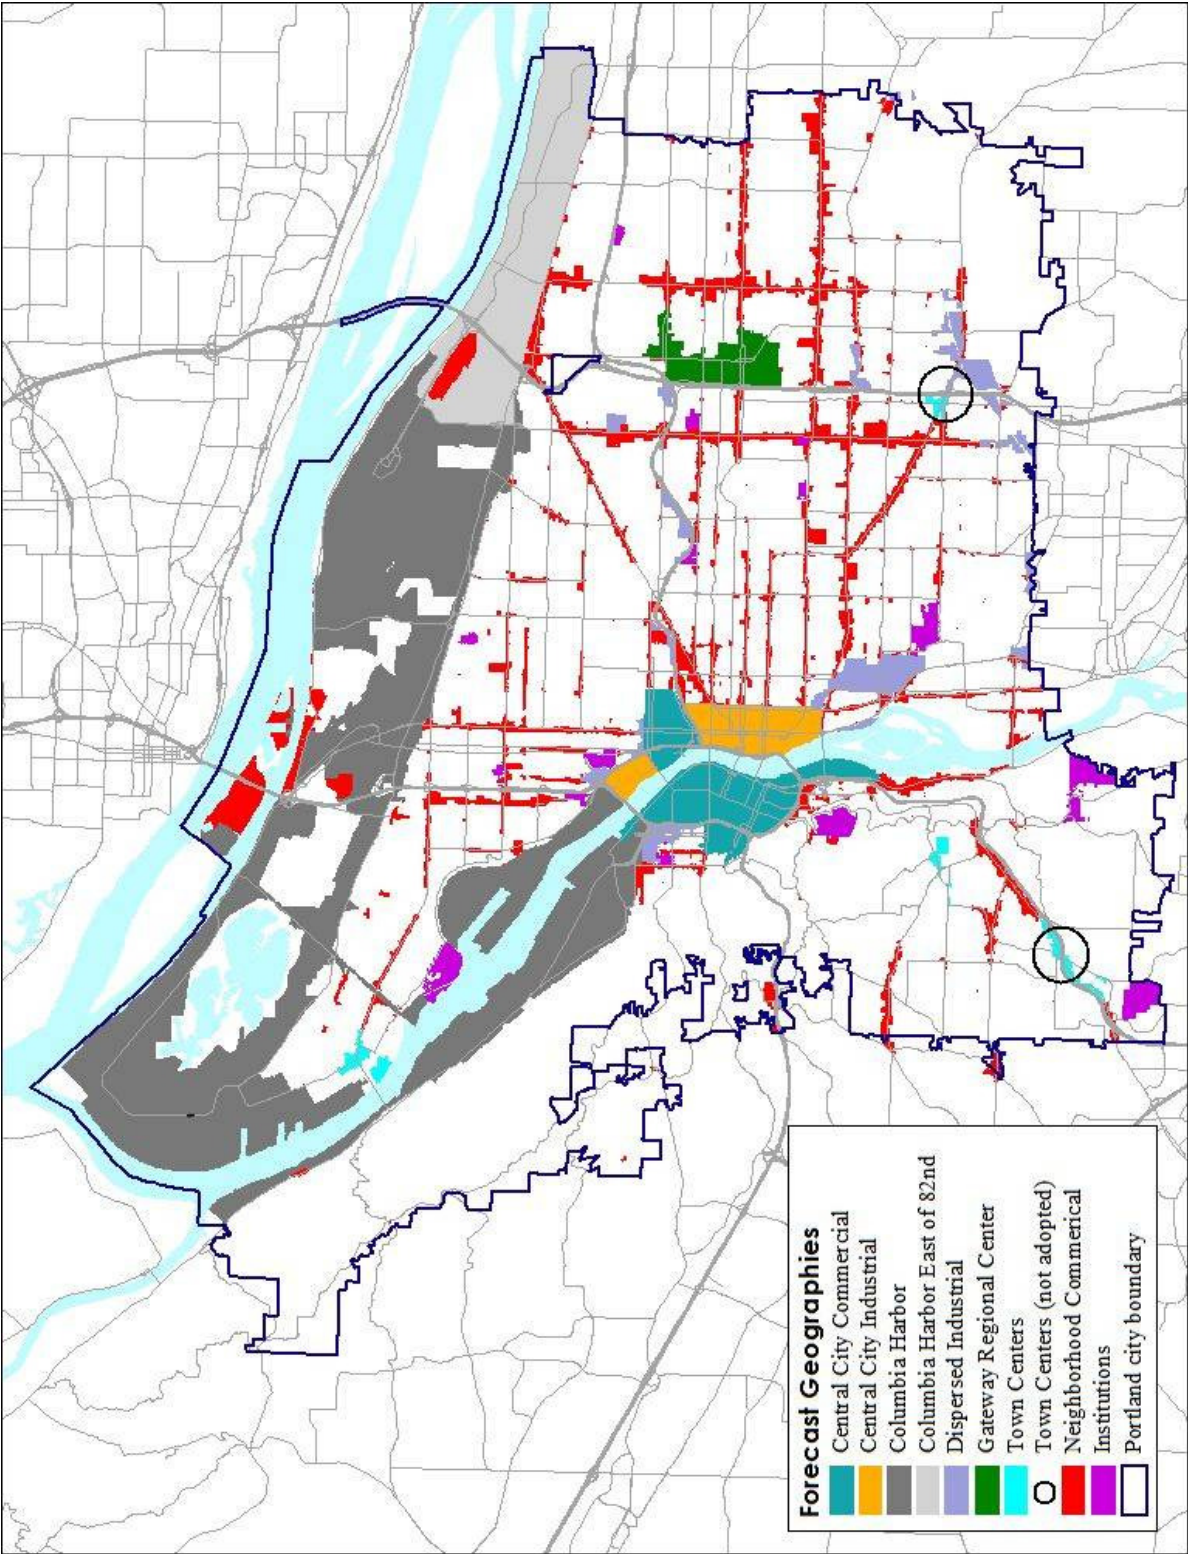 Forecast Geographies
Central City Commercial
Central City Industrial
Columbia Harbor
Columbia Harbor East of 82nd
Dispersed Industrial
Gateway Regional Center
Town Centers
Town Centers (not adopted)
Neighborhood Commerical
Institutions
Portland city boundary